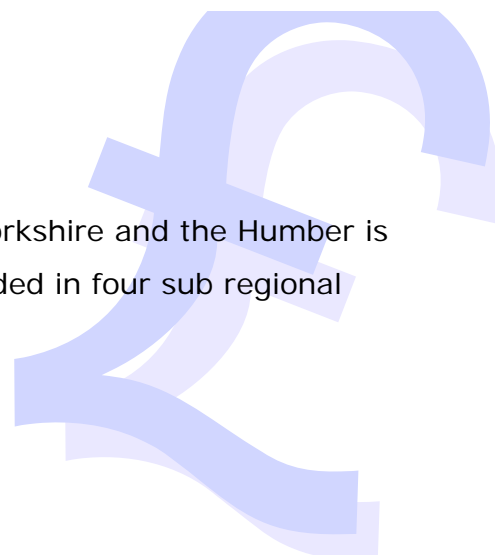 orkshire and the Humber is
ded in four sub regional